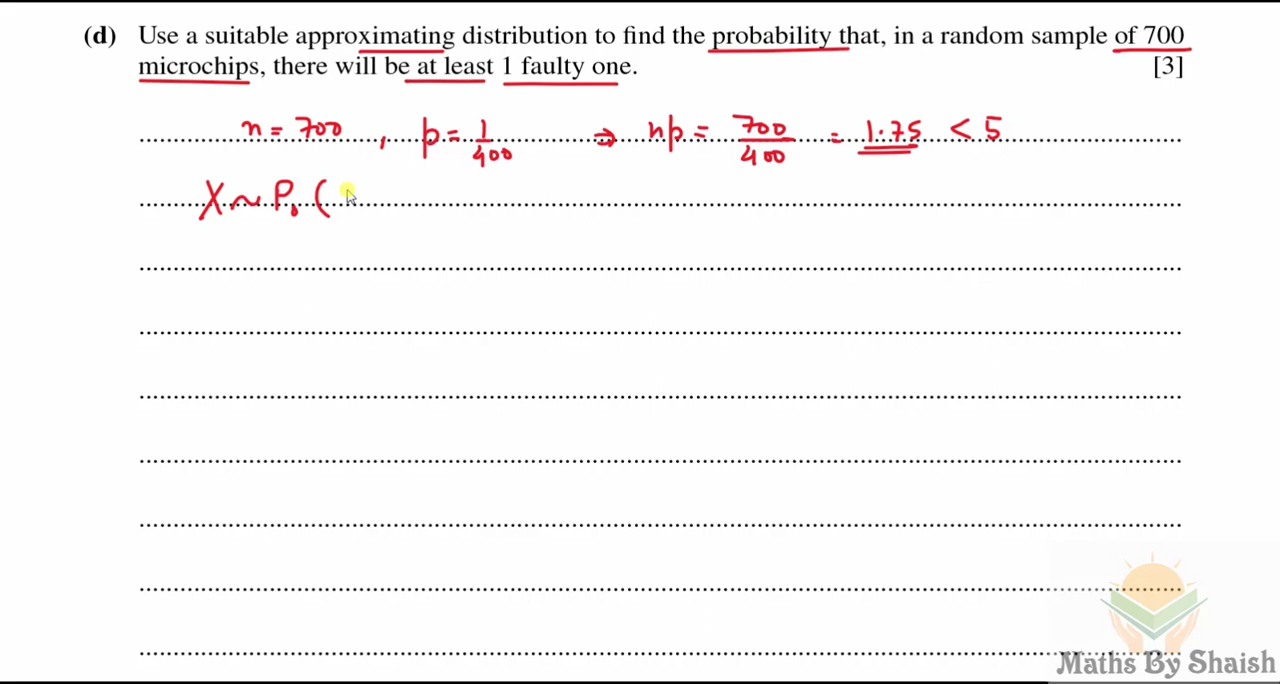 (d) Use a suitable approximating distribution to find the probability that, in a random sample of 700
microchips, there will be at least 1 faulty one. [3]
n = 700 , p = 1/400 ⇒ np = 700/400 = 1.75 < 5
X ~ Po (
Maths By Shaish